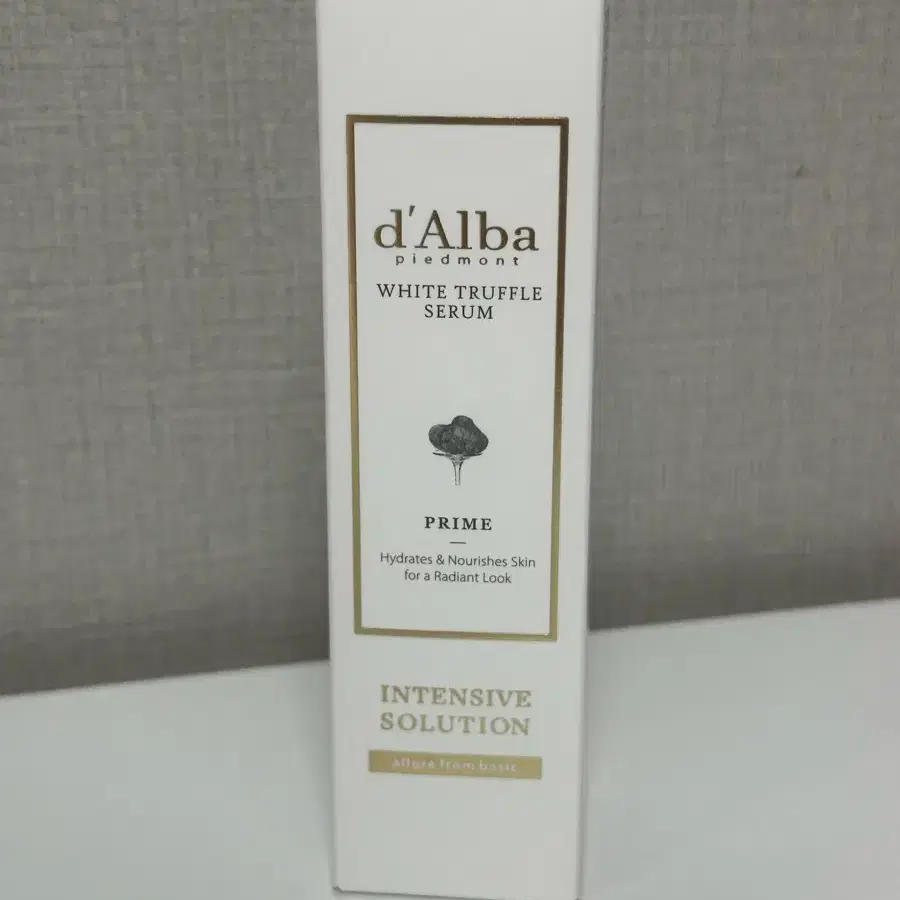 d'Alba
piedmont
WHITE TRUFFLE
SERUM
PRIME
Hydrates & Nourishes Skin
for a Radiant Look
INTENSIVE
SOLUTION
allure from basic